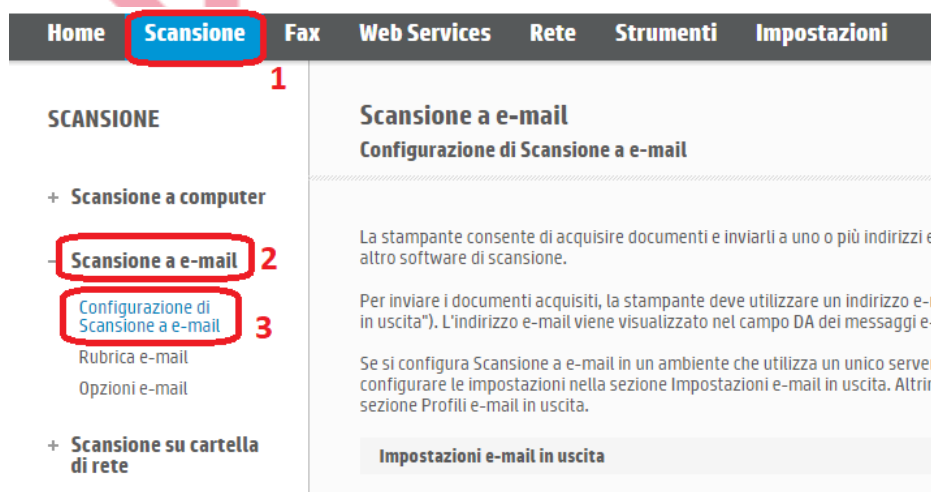 Home Scansione Fax Web Services Rete Strumenti Impostazioni
1
SCANSIONE
+ Scansione a computer
- Scansione a e-mail 2
Configurazione di
Scansione a e-mail 3
Rubrica e-mail
Opzioni e-mail
+ Scansione su cartella
di rete
Scansione a e-mail
Configurazione di Scansione a e-mail
La stampante consente di acquisire documenti e inviarli a uno o più indirizzi
altro software di scansione.
Per inviare i documenti acquisiti, la stampante deve utilizzare un indirizzo
in uscita"). L'indirizzo e-mail viene visualizzato nel campo DA dei messaggi
Se si configura Scansione a e-mail in un ambiente che utilizza un unico
configurare le impostazioni nella sezione Impostazioni e-mail in uscita.
sezione Profili e-mail in uscita.
Impostazioni e-mail in uscita